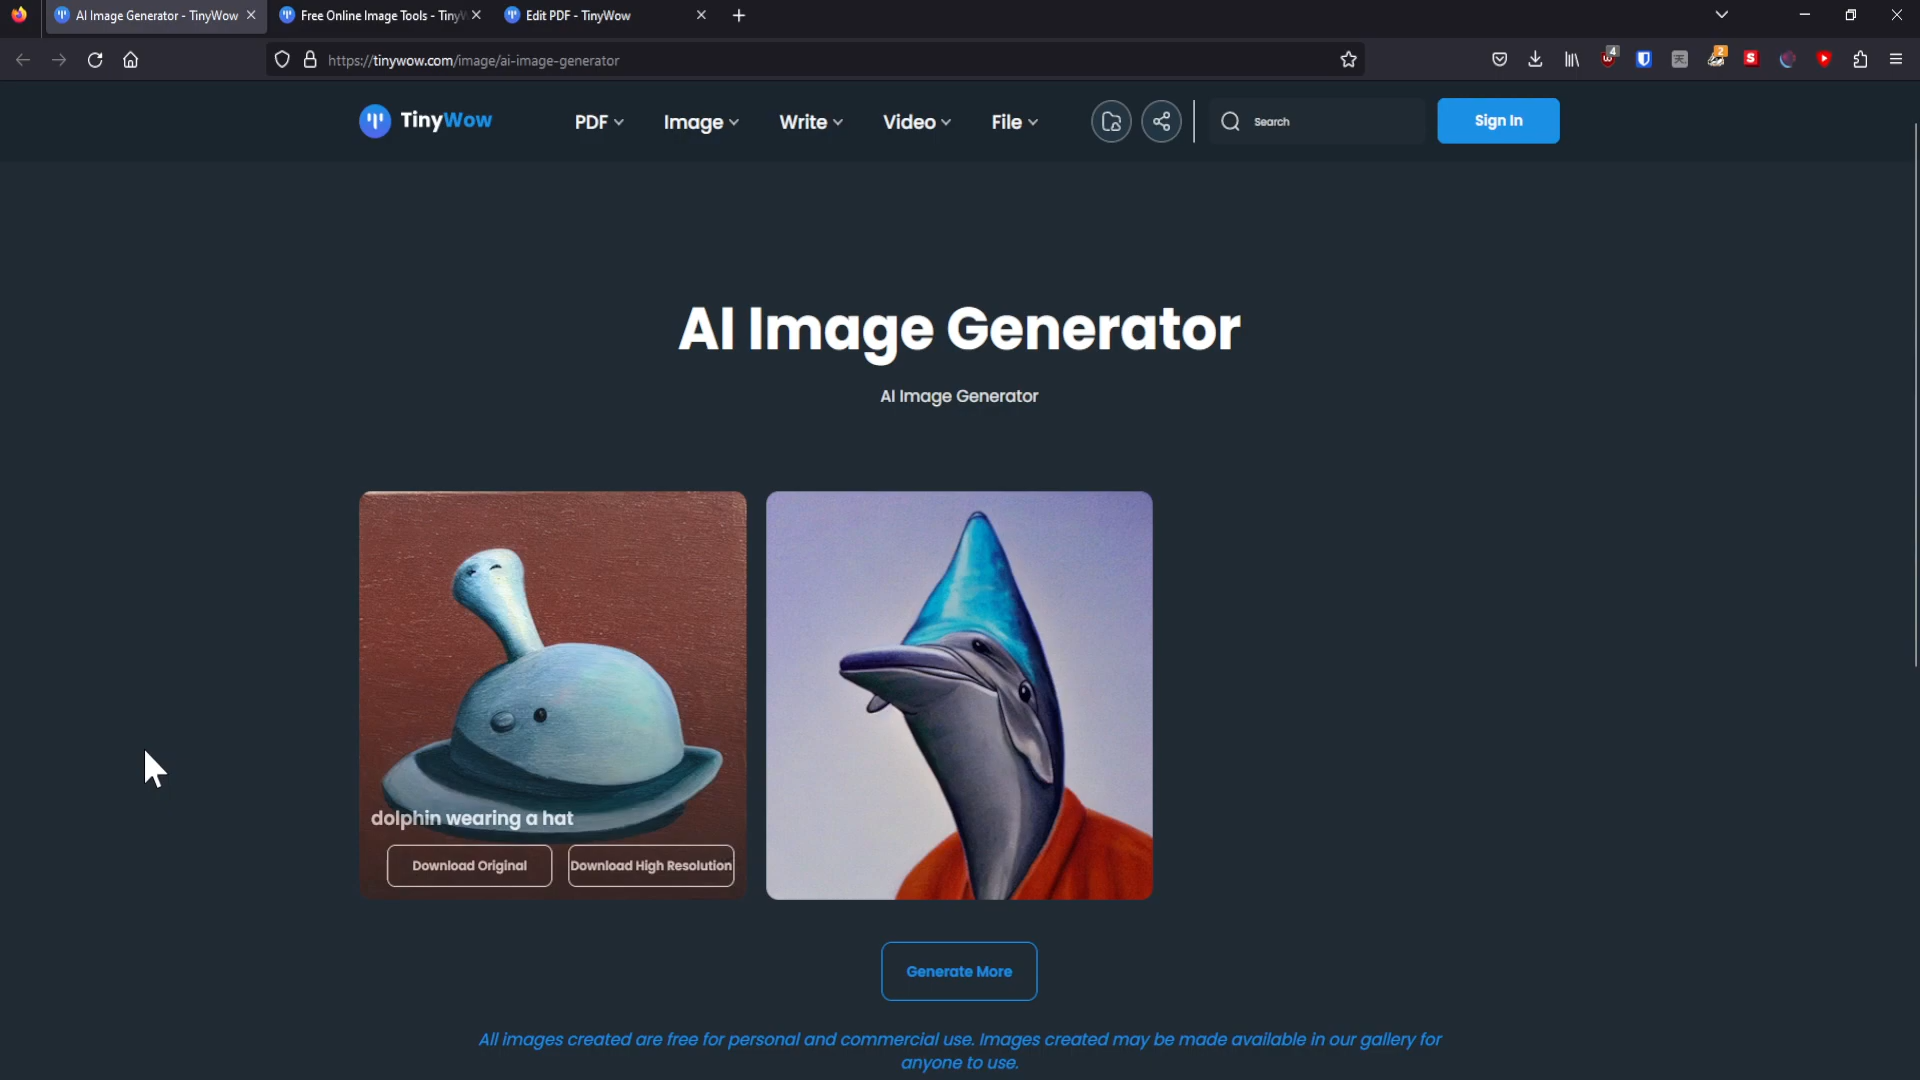 AI Image Generator - TinyWow
Free Online Image Tools - Tiny
Edit PDF - TinyWow
https://tinywow.com/image/ai-image-generator
4
2
S
TinyWow
PDF
Image
Write
Video
File
Search
Sign In
AI Image Generator
AI Image Generator
dolphin wearing a hat
Download Original
Download High Resolution
Generate More
All images created are free for personal and commercial use. Images created may be made available in our gallery for
anyone to use.